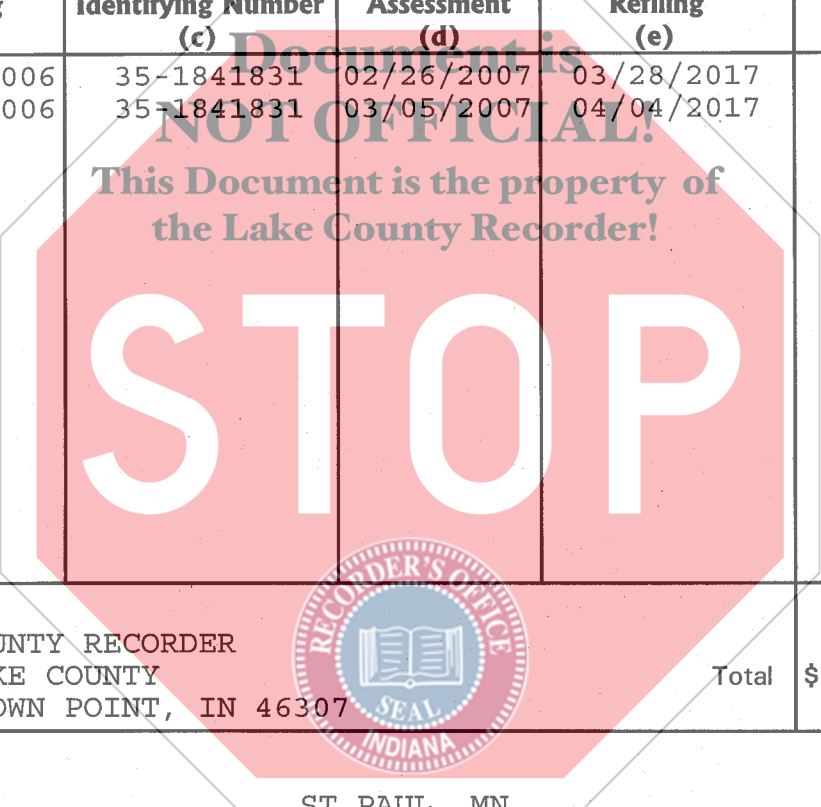 Identifying Number Assessment Refiling
(c) (d) (e)
Document is
006 35-1841831 02/26/2007 03/28/2017
006 35-1841831 03/05/2007 04/04/2017
NOT OFFICIAL!
This Document is the property of
the Lake County Recorder!
STOP
RECORDER'S OFFICE
SEAL
INDIANA
UNTY RECORDER
KE COUNTY Total $
OWN POINT, IN 46307
ST PAUL, MN